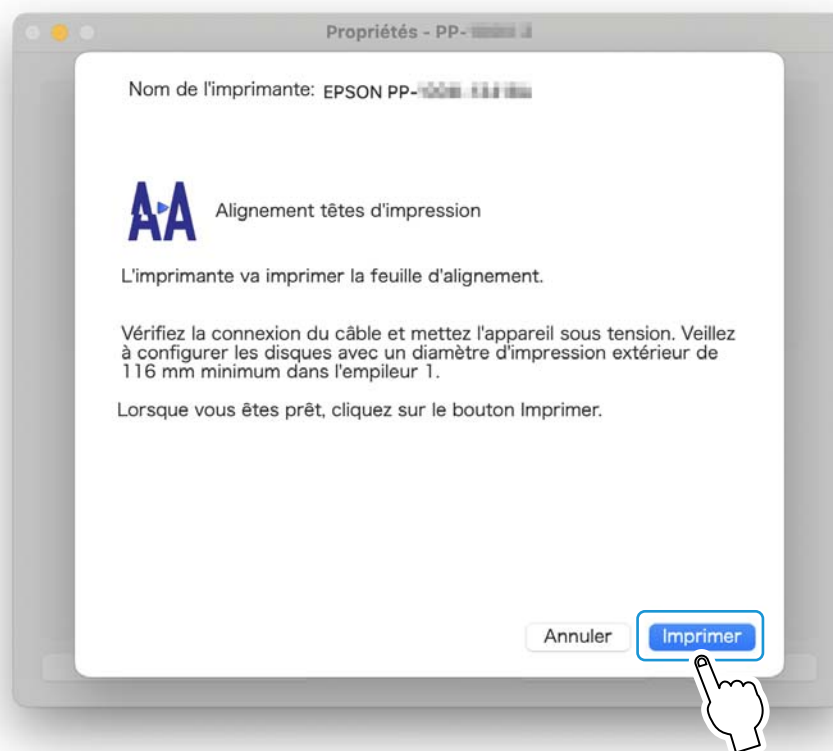 Propriétés - PP-
Nom de l'imprimante: EPSON PP-
Alignement têtes d'impression
L'imprimante va imprimer la feuille d'alignement.
Vérifiez la connexion du câble et mettez l'appareil sous tension. Veillez
à configurer les disques avec un diamètre d'impression extérieur de
116 mm minimum dans l'empileur 1.
Lorsque vous êtes prêt, cliquez sur le bouton Imprimer.
Annuler Imprimer